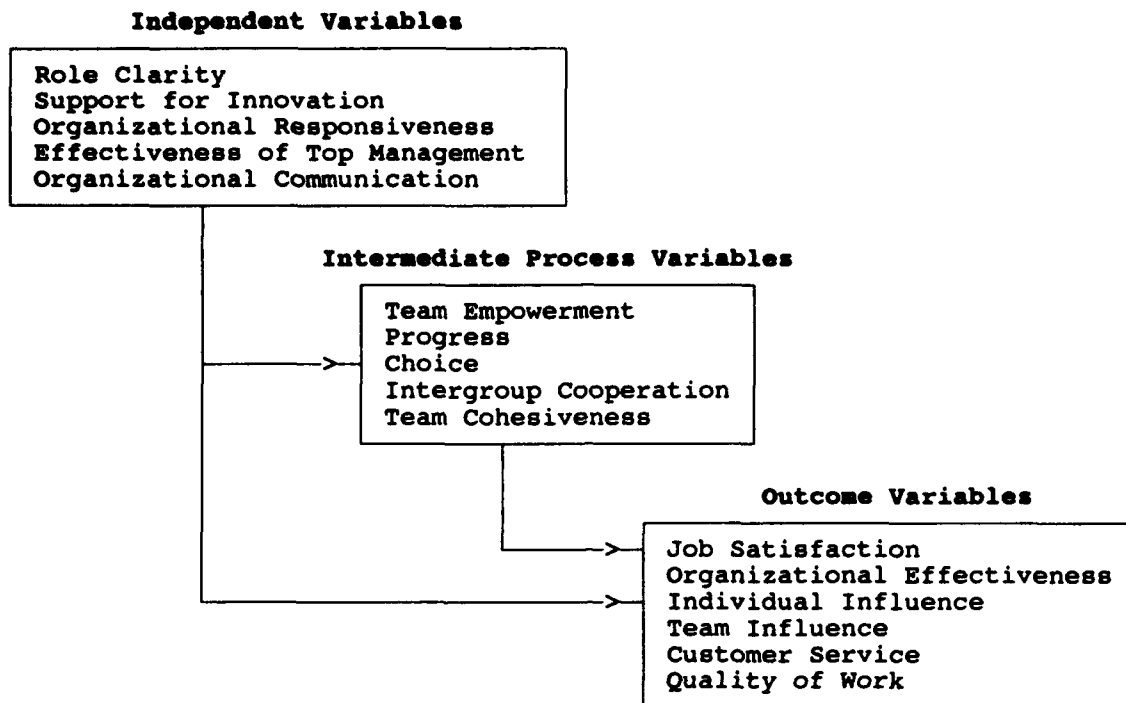 Independent Variables
Role Clarity
Support for Innovation
Organizational Responsiveness
Effectiveness of Top Management
Organizational Communication
Intermediate Process Variables
Team Empowerment
Progress
Choice
Intergroup Cooperation
Team Cohesiveness
Outcome Variables
Job Satisfaction
Organizational Effectiveness
Individual Influence
Team Influence
Customer Service
Quality of Work